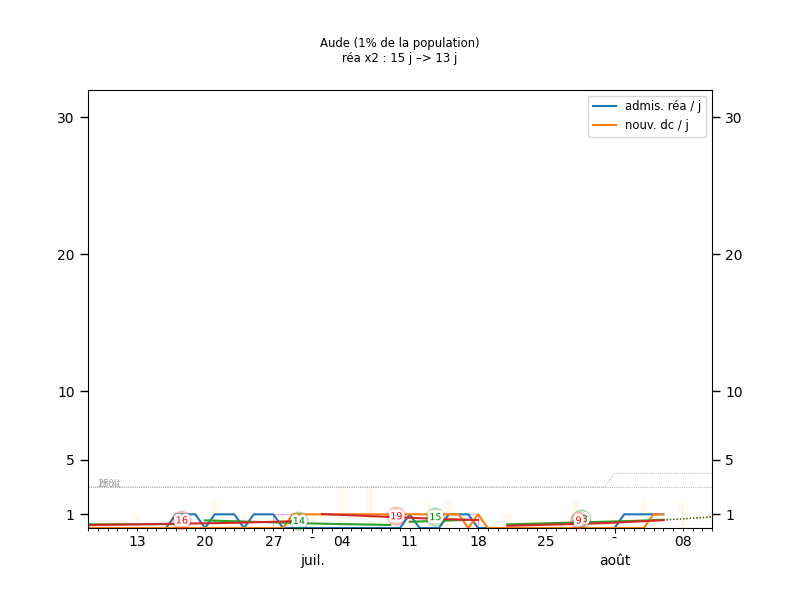 Aude (1% de la population)
réa x2 : 15 j –> 13 j
admis. réa / j
nouv. dc / j
30 30
20 20
10 10
5 5
1 1
16 14 19 15 9
13 20 27 - 04 11 18 25 - 08
juil. août